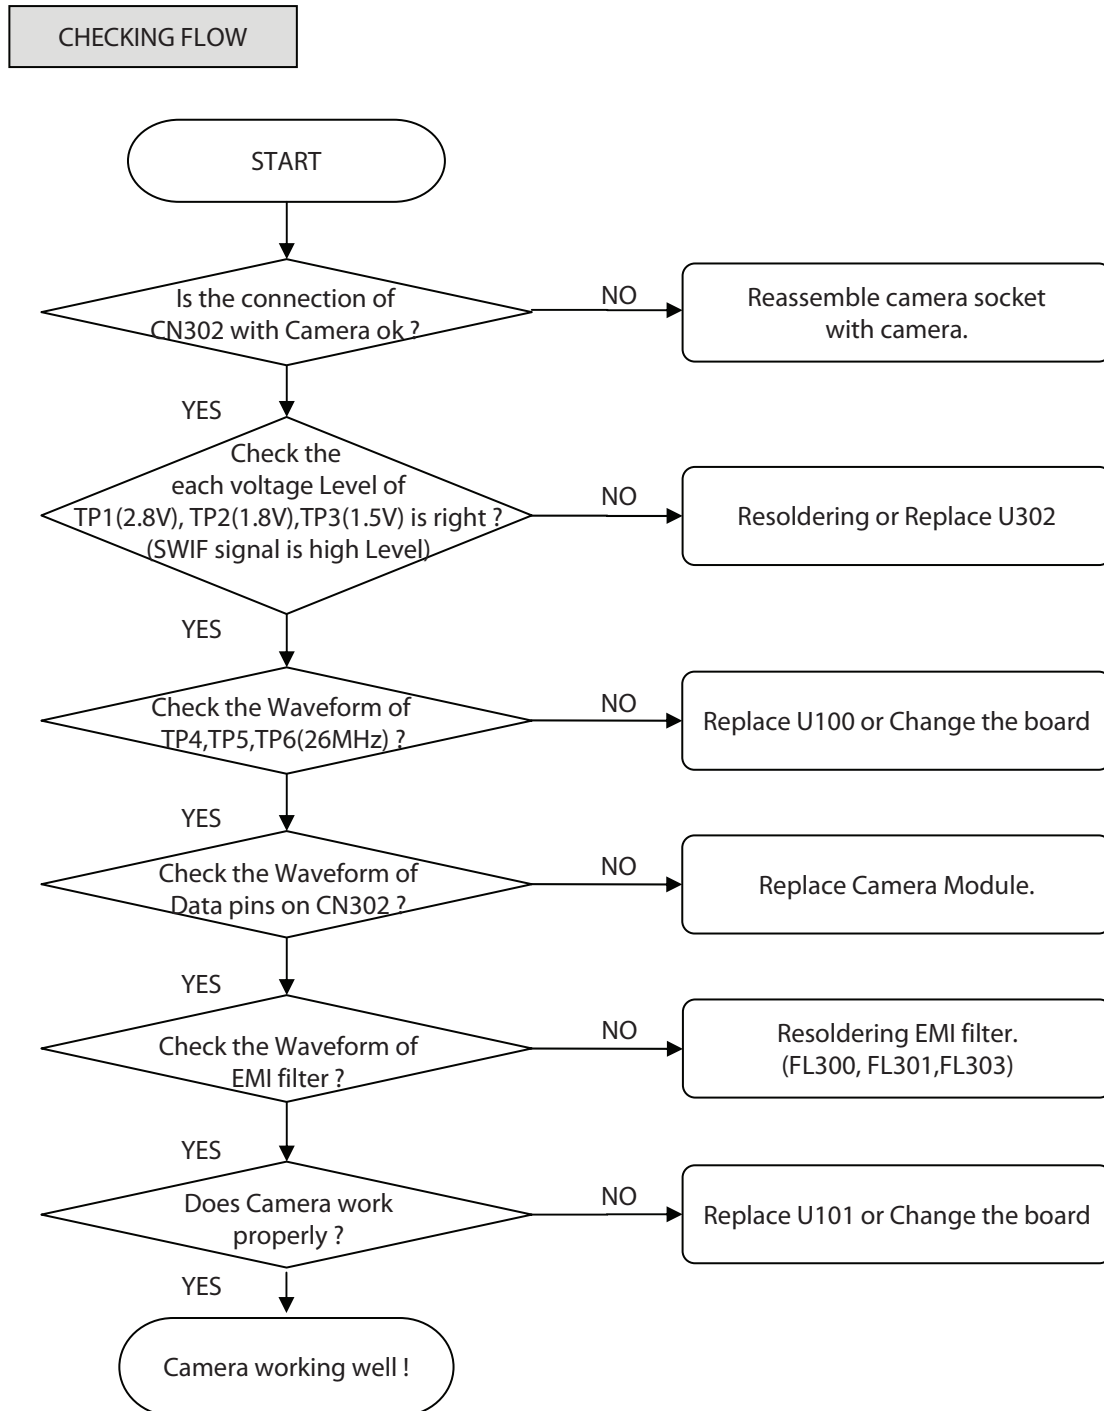 CHECKING FLOW
START
Is the connection of
CN302 with Camera ok ?
NO
Reassemble camera socket
with camera.
YES
Check the
each voltage Level of
TP1(2.8V), TP2(1.8V),TP3(1.5V) is right ?
(SWIF signal is high Level)
NO
Resoldering or Replace U302
YES
Check the Waveform of
TP4,TP5,TP6(26MHz) ?
NO
Replace U100 or Change the board
YES
Check the Waveform of
Data pins on CN302 ?
NO
Replace Camera Module.
YES
Check the Waveform of
EMI filter ?
NO
Resoldering EMI filter.
(FL300, FL301,FL303)
YES
Does Camera work
properly ?
NO
Replace U101 or Change the board
YES
Camera working well !